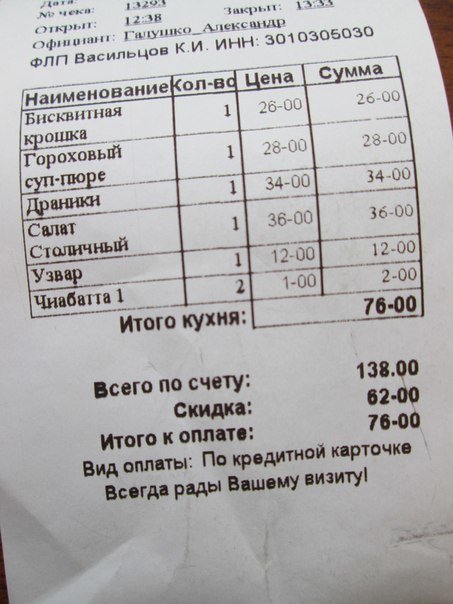 Дата:
№ чека: 13293 Закрыт: 13:33
Открыт: 12:38
Официант: Галушко Александр
ФЛП Васильцов К.И. ИНН: 3010305030
Наименование Кол-во Цена Сумма
Бисквитная крошка 1 26-00 26-00
Гороховый суп-пюре 1 28-00 28-00
Драники 1 34-00 34-00
Салат Столичный 1 36-00 36-00
Узвар 1 12-00 12-00
Чиабатта 1 2 1-00 2-00
Итого кухня: 76-00
Всего по счету: 138.00
Скидка: 62-00
Итого к оплате: 76-00
Вид оплаты: По кредитной карточке
Всегда рады Вашему визиту!